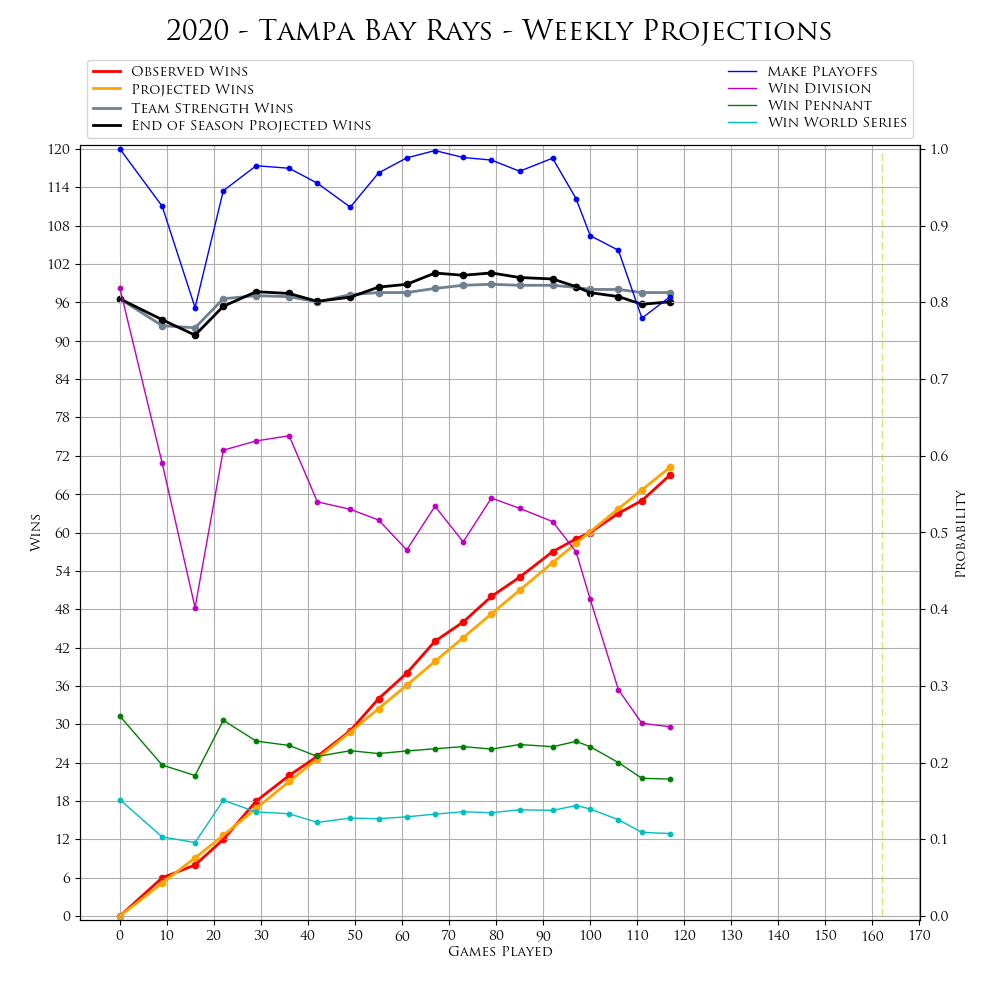 2020 - Tampa Bay Rays - Weekly Projections
Observed Wins
Projected Wins
Team Strength Wins
End of Season Projected Wins
Make Playoffs
Win Division
Win Pennant
Win World Series
120
114
108
102
96
90
84
78
72
66
60
54
48
42
36
30
24
18
12
6
0
Wins
1.0
0.9
0.8
0.7
0.6
0.5
0.4
0.3
0.2
0.1
0.0
Probability
0 10 20 30 40 50 60 70 80 90 100 110 120 130 140 150 160 170
Games Played